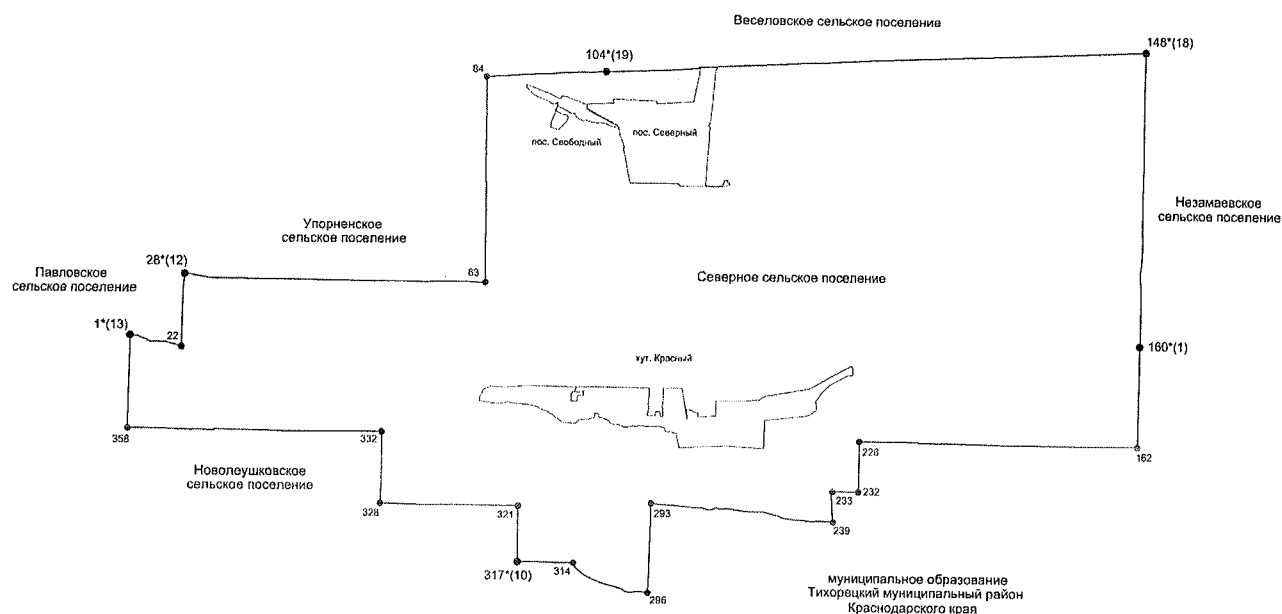 Веселовское сельское поселение
148*(18)
104*(19)
84
пос. Северный
пос. Свободный
Незамаевское
сельское поселение
Упорненское
сельское поселение
28*(12)
Павловское
сельское поселение
63
Северное сельское поселение
1*(13)
22
160*(1)
хут. Красный
358
332
226
162
Новолеушковское
сельское поселение
233
232
328
321
293
239
317*(10)
314
296
муниципальное образование
Тихорецкий муниципальный район
Краснодарского края